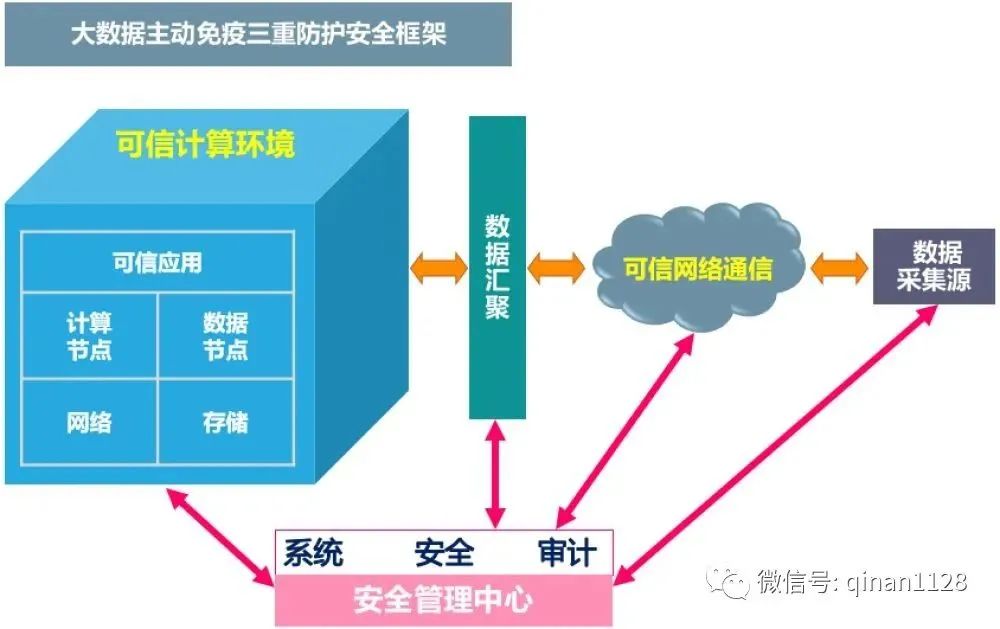 大数据主动免疫三重防护安全框架
可信计算环境
可信应用
计算
节点
数据
节点
网络
存储
数据汇聚
可信网络通信
数据
采集源
系统 安全 审计
安全管理中心
微信号: qinan1128